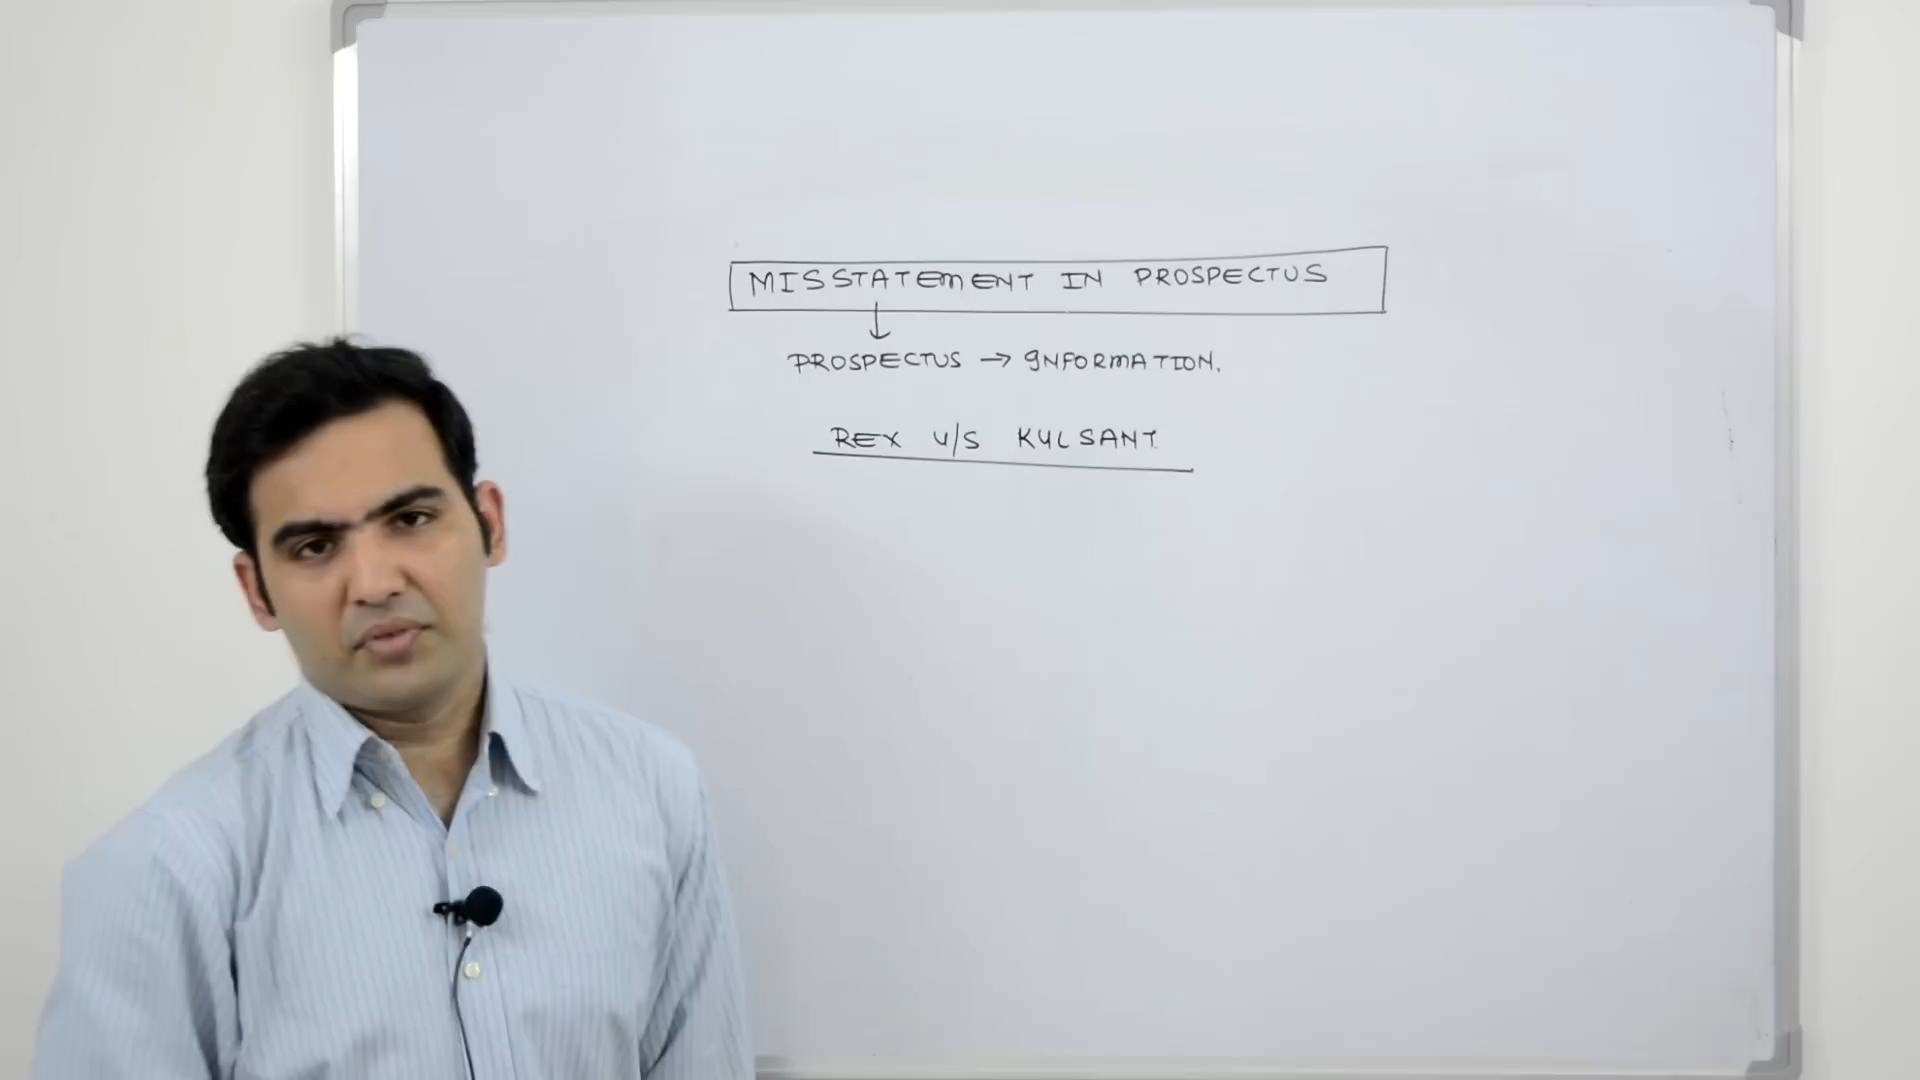 MISSTATEMENT IN PROSPECTUS
PROSPECTUS → INFORMATION.
REX V/S KYLSANT.